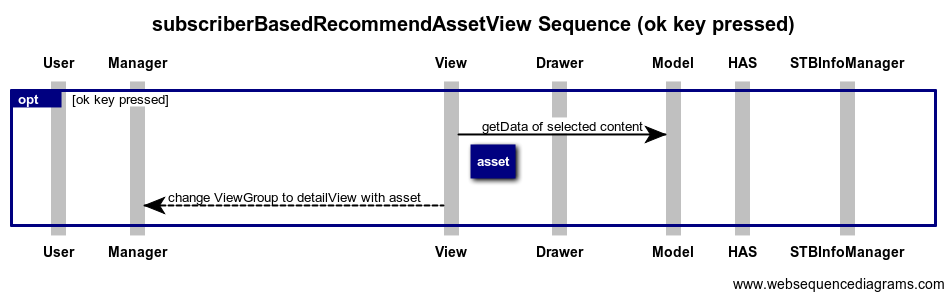 subscriberBasedRecommendAssetView Sequence (ok key pressed)
User Manager View Drawer Model HAS STBInfoManager
opt [ok key pressed]
getData of selected content
asset
change ViewGroup to detailView with asset
User Manager View Drawer Model HAS STBInfoManager
www.websequencediagrams.com